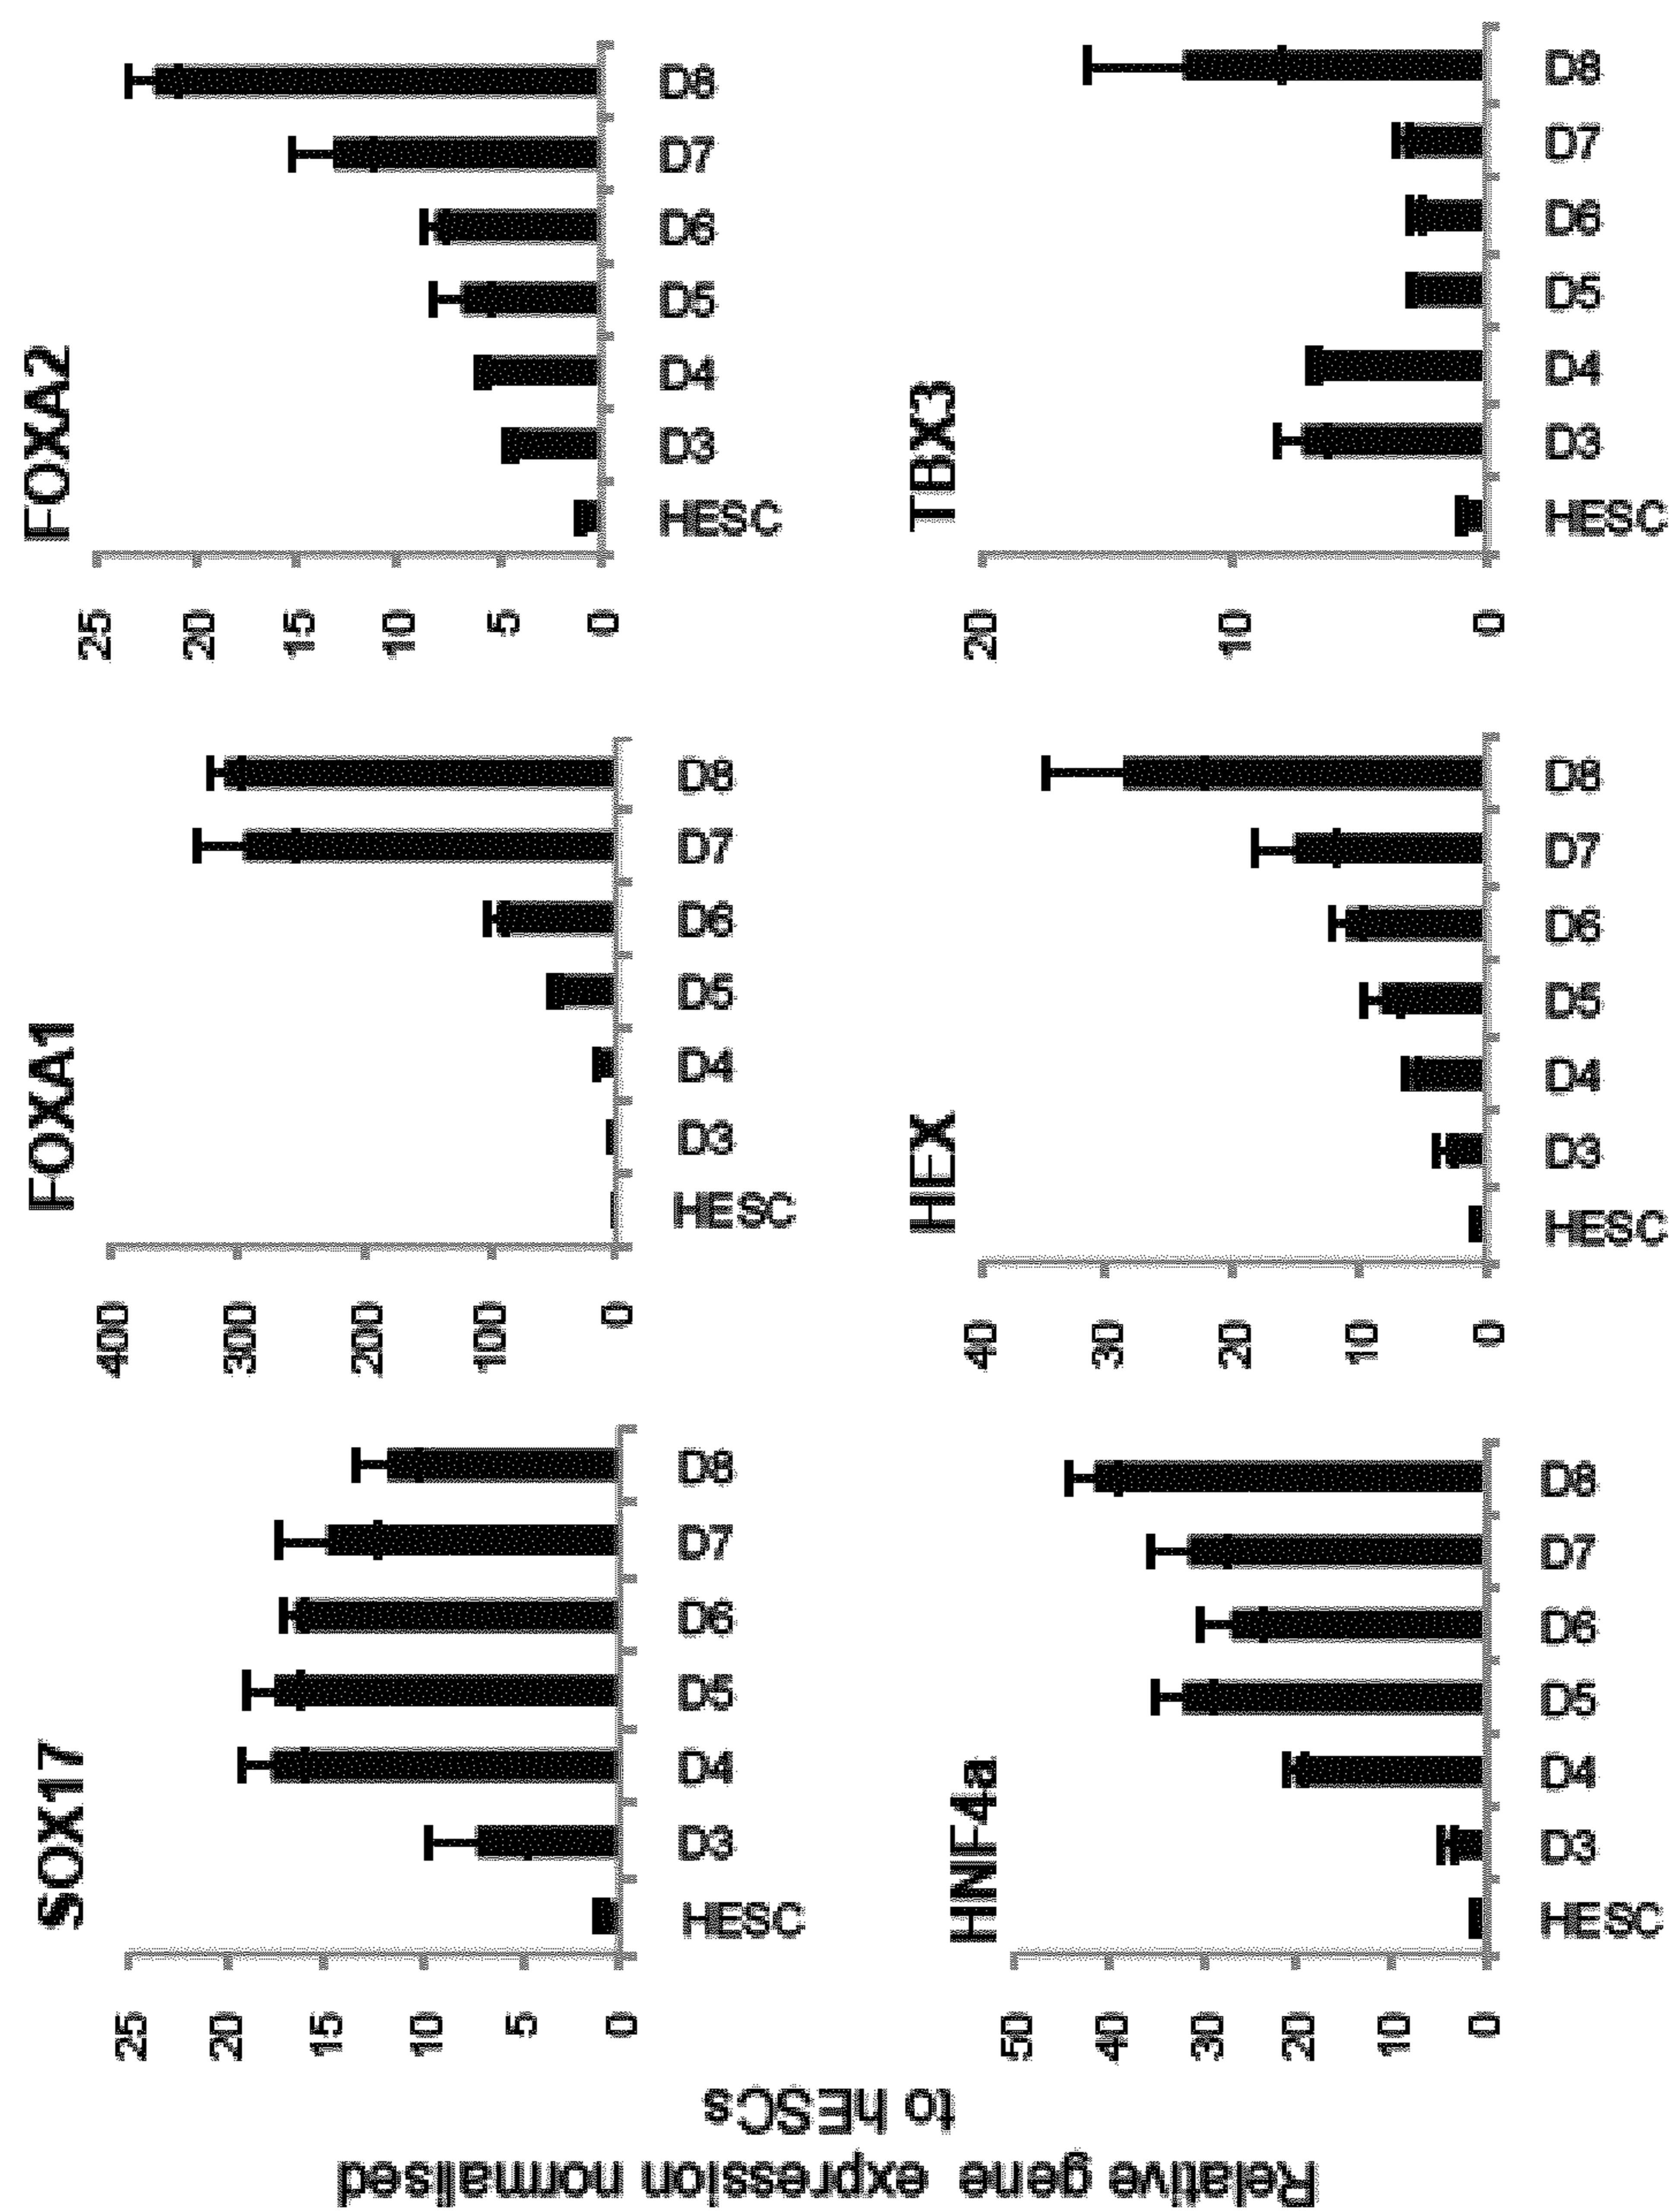 Relative gene expression normalised
to hESCs
SOX17
25
20
15
10
5
0
HESC D3 D4 D5 D6 D7 D8
FOXA1
400
300
200
100
0
HESC D3 D4 D5 D6 D7 D8
FOXA2
25
20
15
10
5
0
HESC D3 D4 D5 D6 D7 D8
HNF4a
50
40
30
20
10
0
HESC D3 D4 D5 D6 D7 D8
HEX
40
30
20
10
0
HESC D3 D4 D5 D6 D7 D8
TBX3
20
10
0
HESC D3 D4 D5 D6 D7 D8